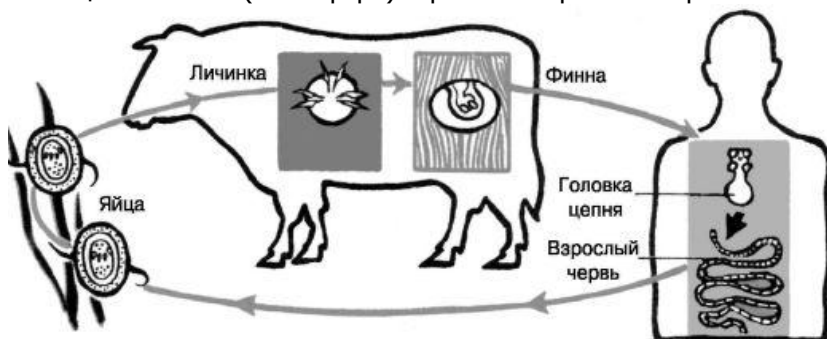 Личинка
Финна
Яйца
Головка
цепня
Взрослый
червь